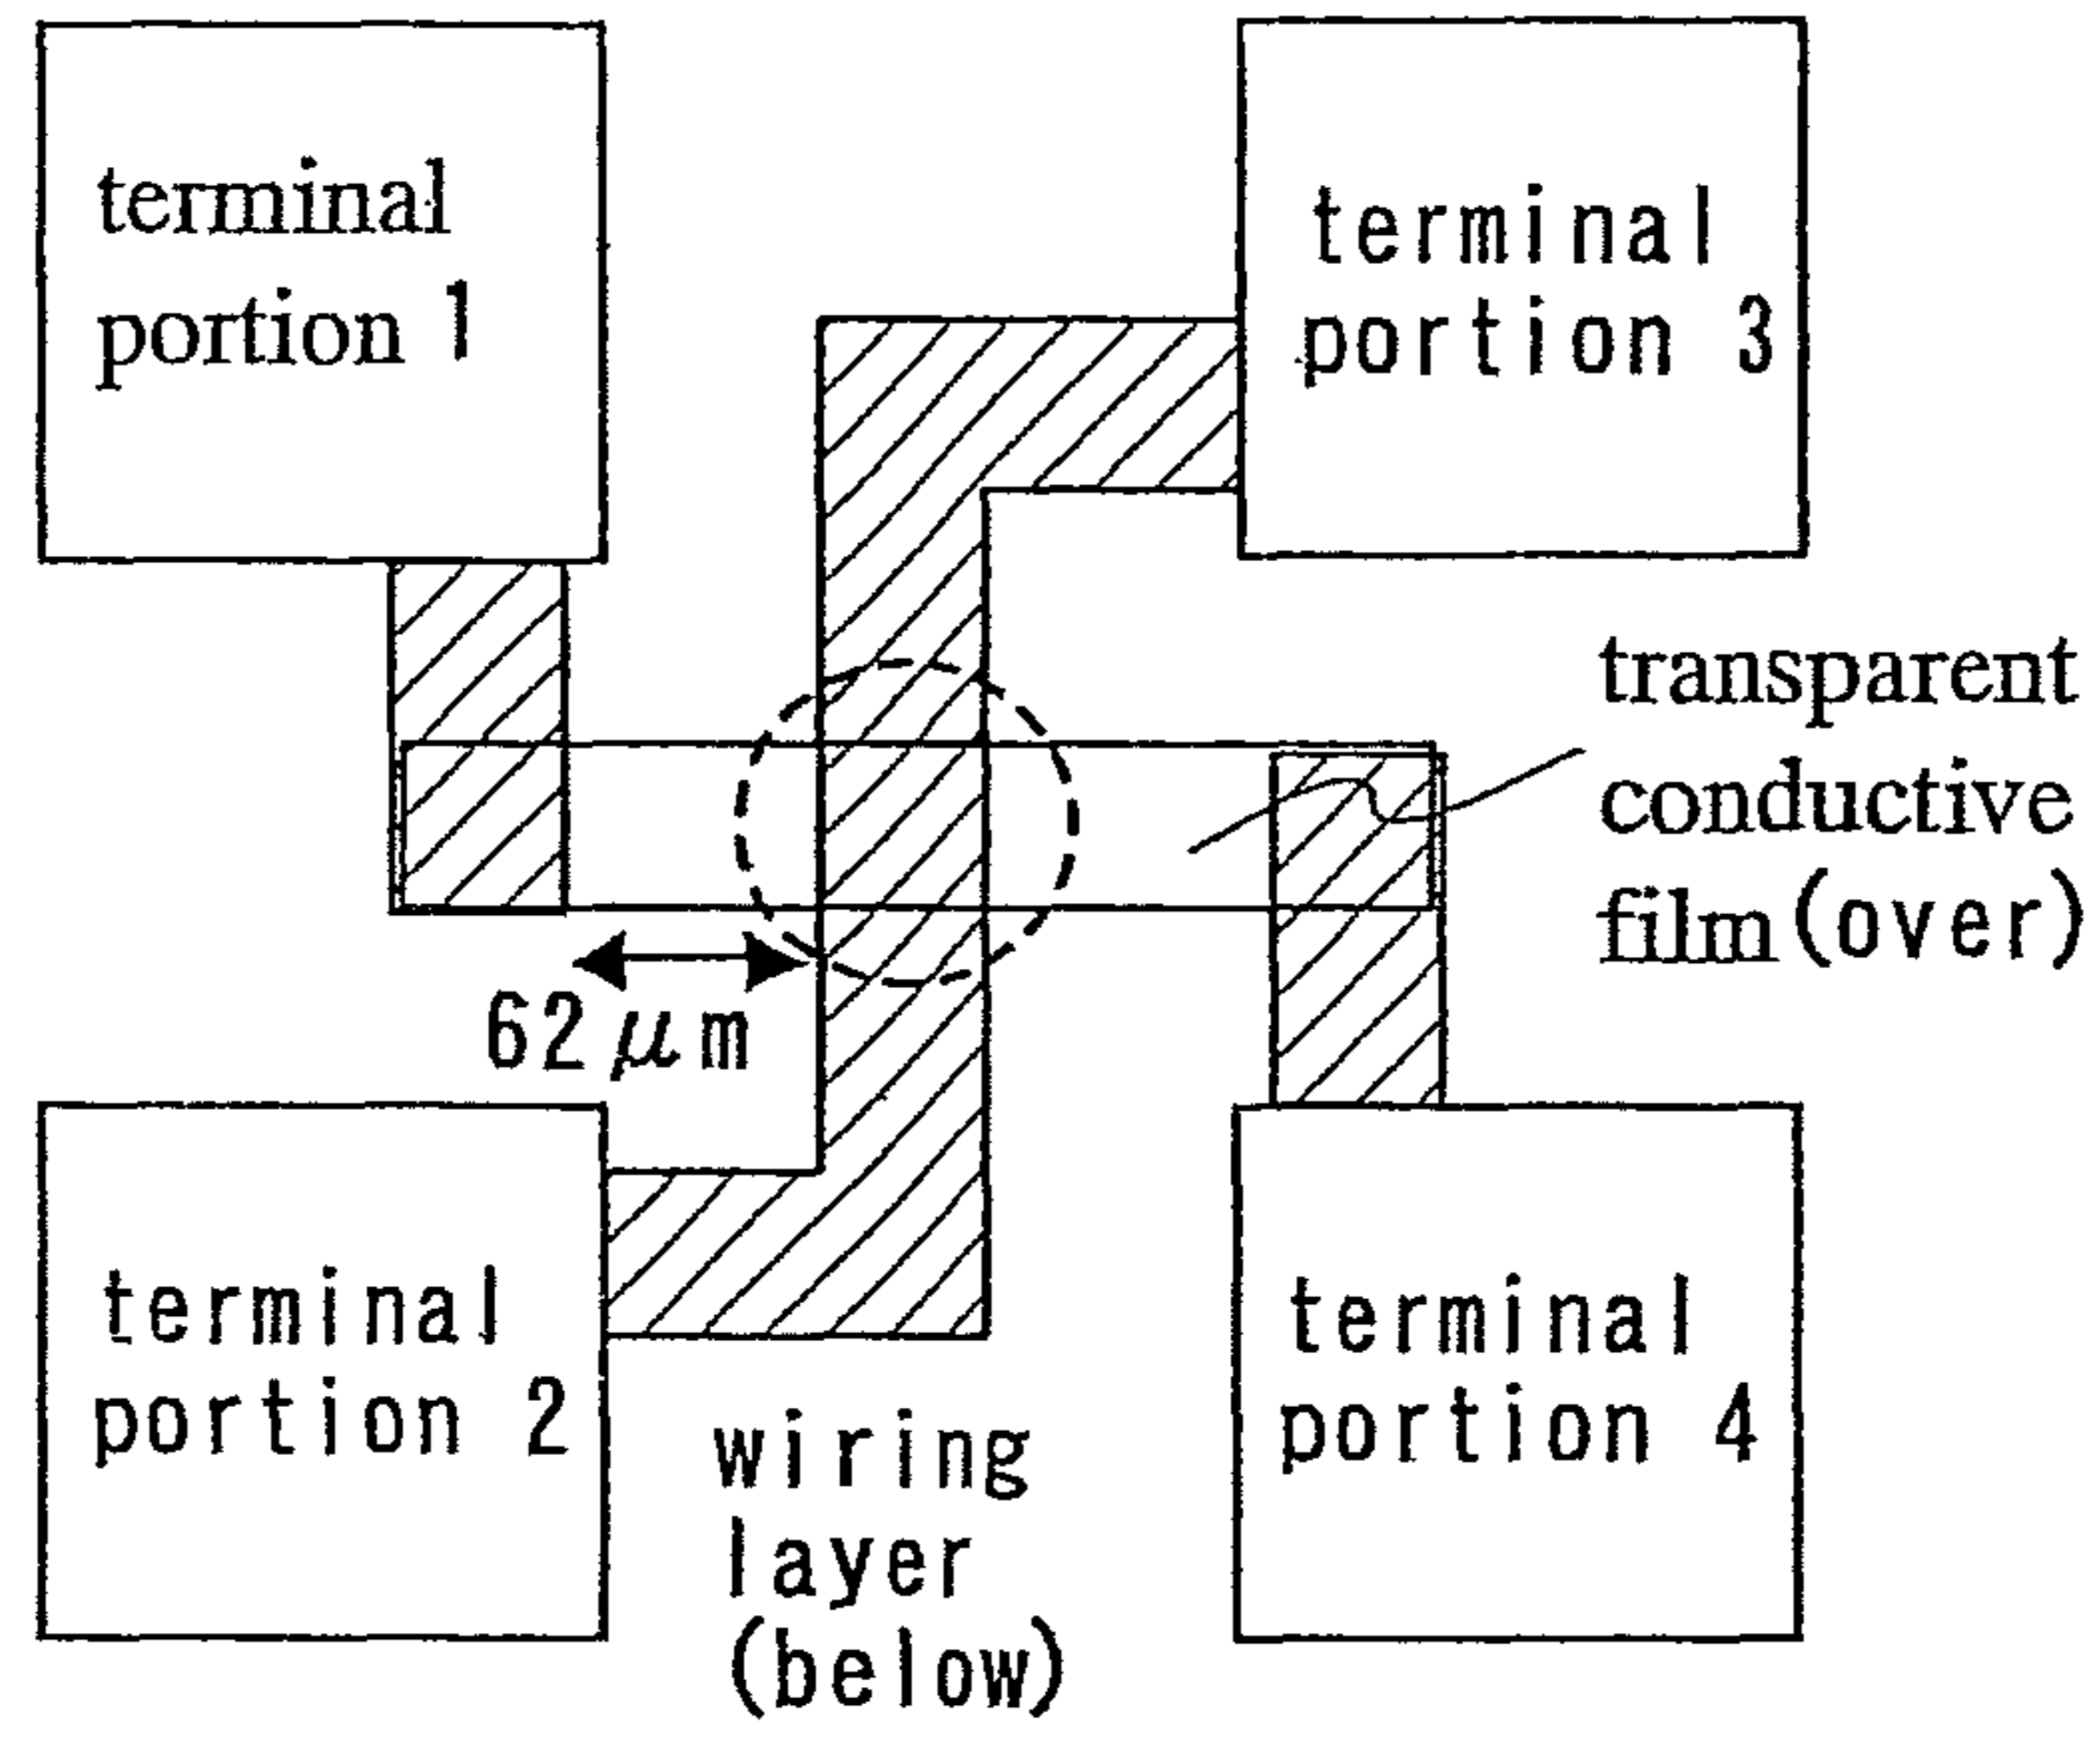 terminal
portion 1
terminal
portion 3
transparent
conductive
film(over)
62μm
terminal
portion 2
wiring
layer
(below)
terminal
portion 4